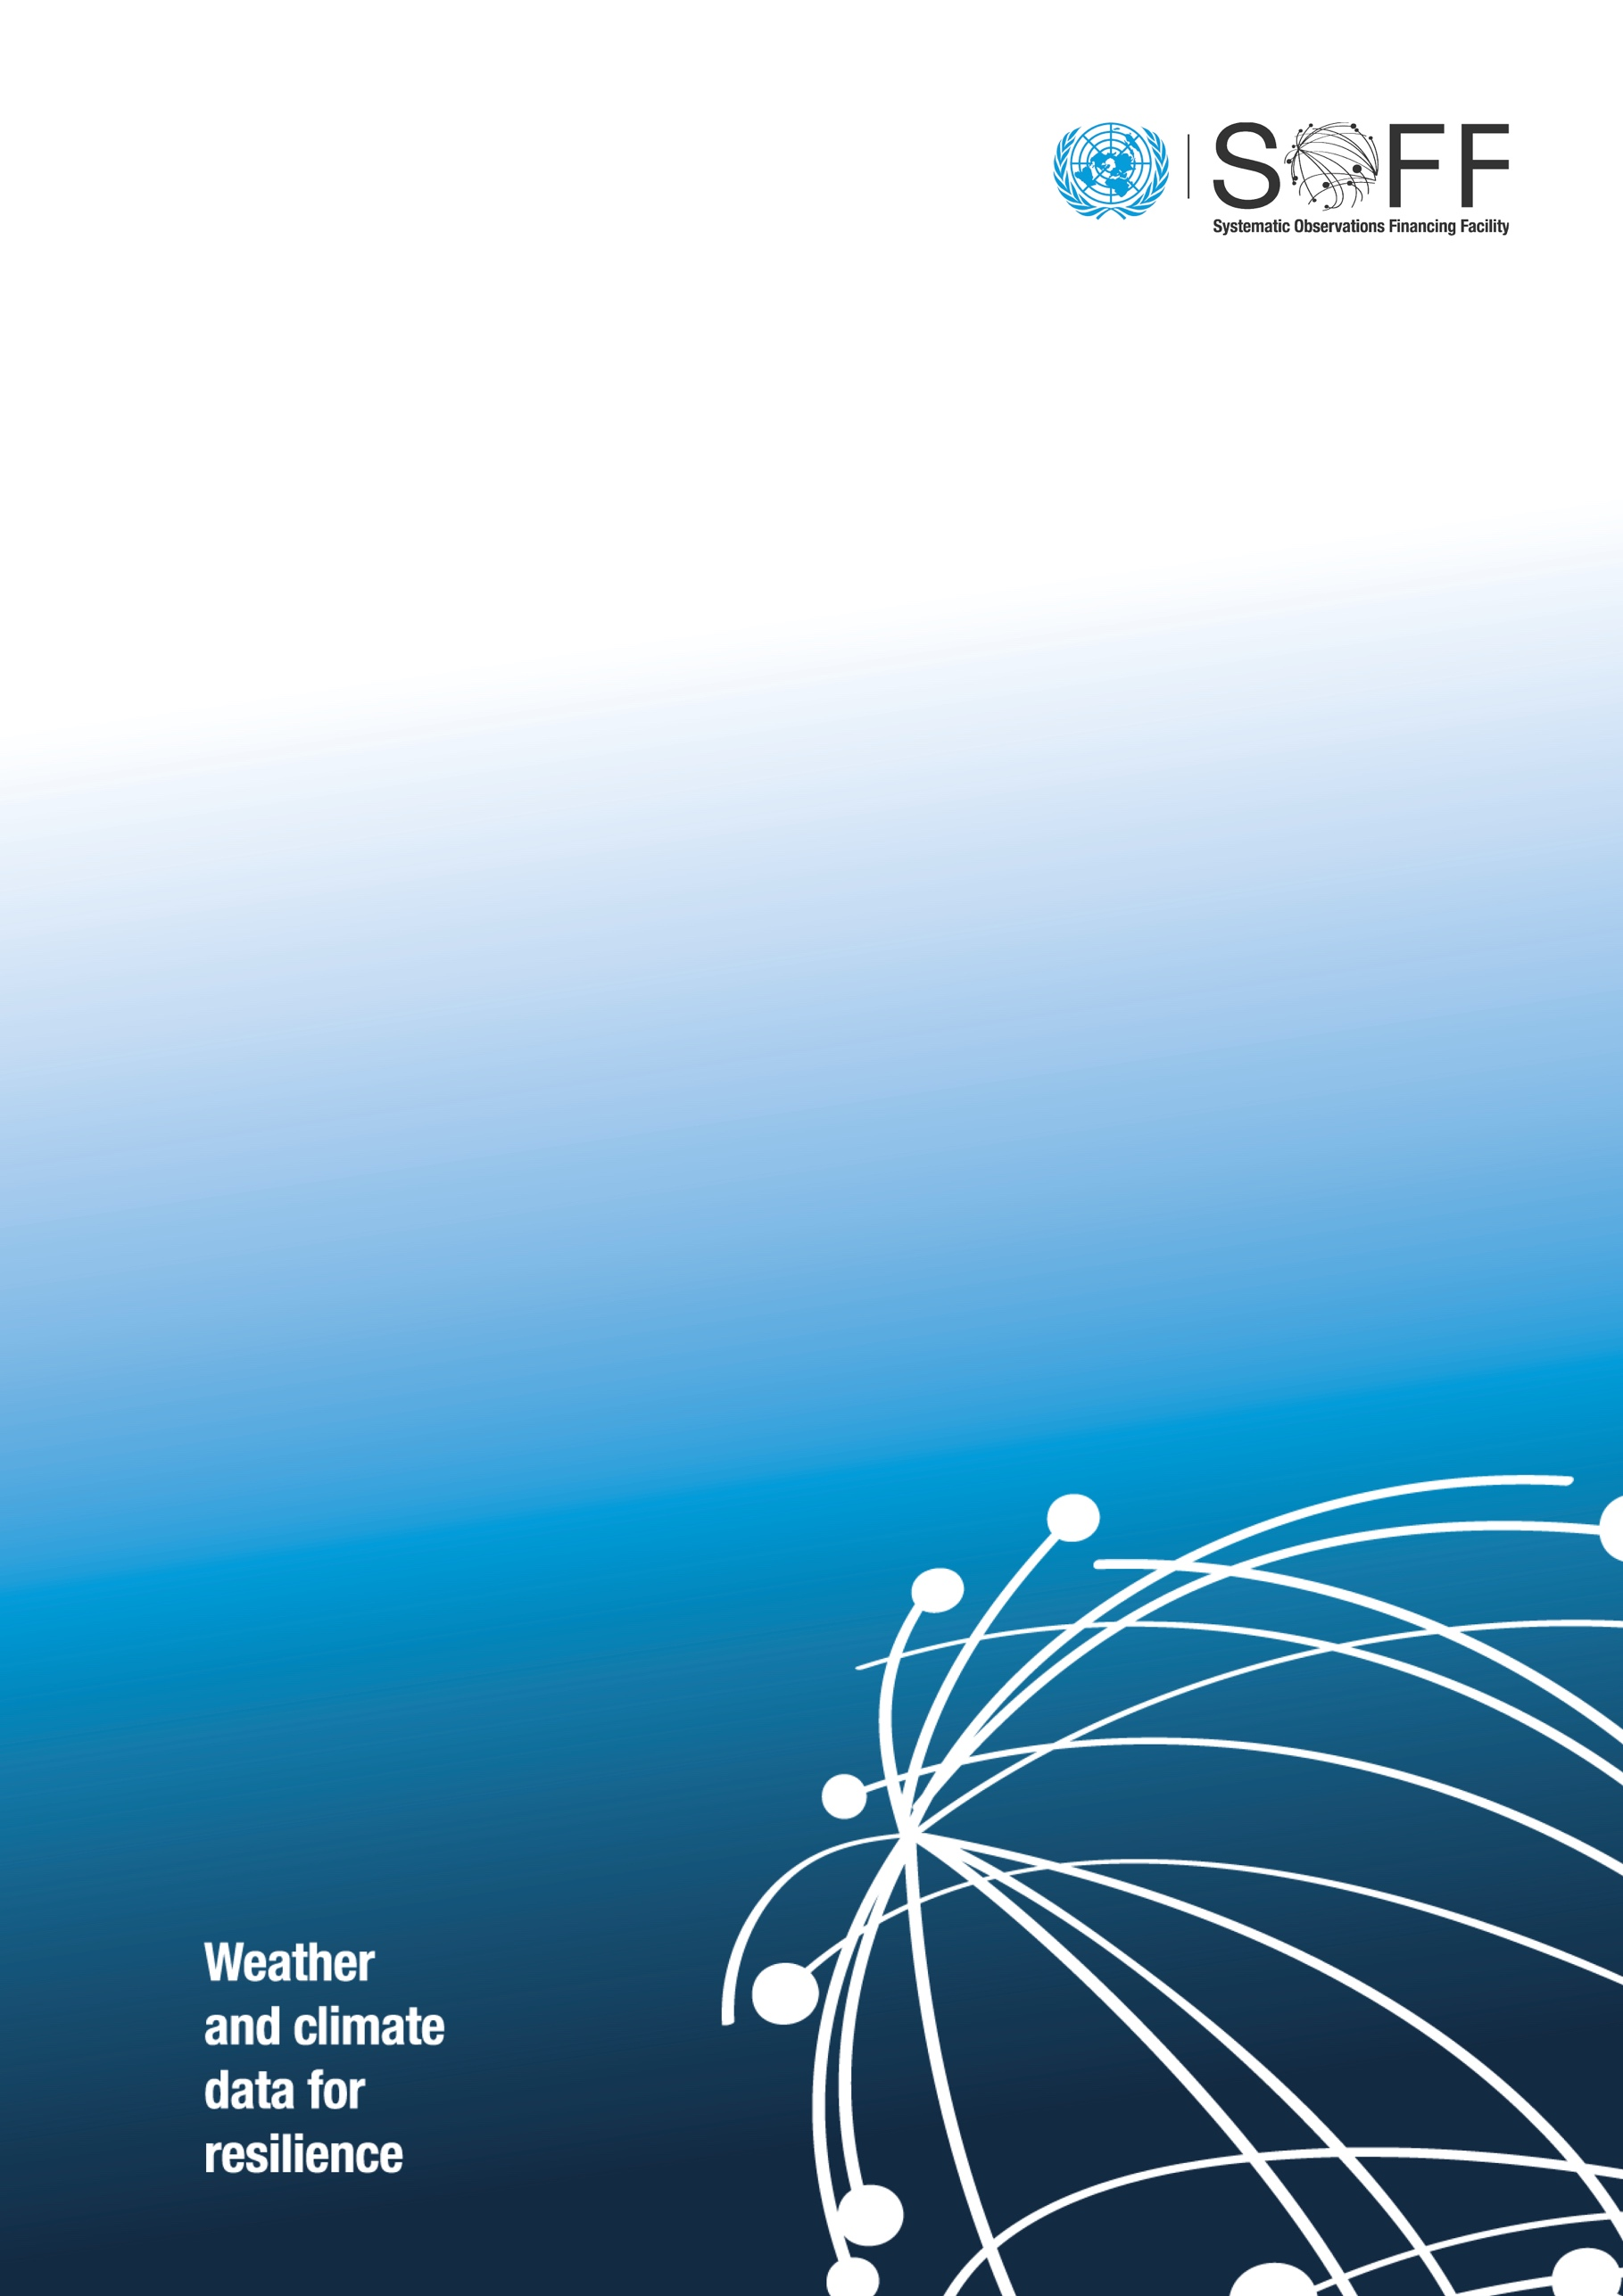 SOFF
Systematic Observations Financing Facility
Weather
and climate
data for
resilience